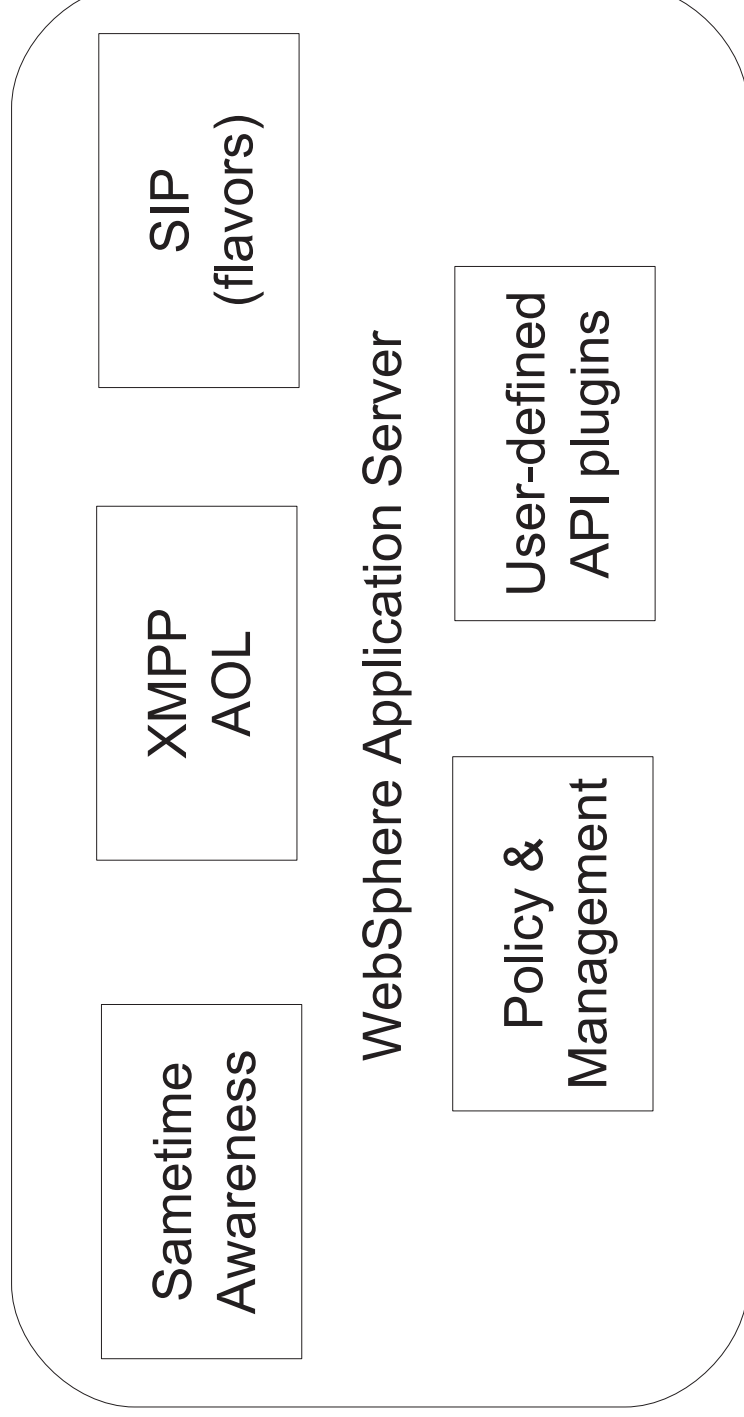 Sametime
Awareness
XMPP
AOL
SIP
(flavors)
WebSphere Application Server
Policy &
Management
User-defined
API plugins